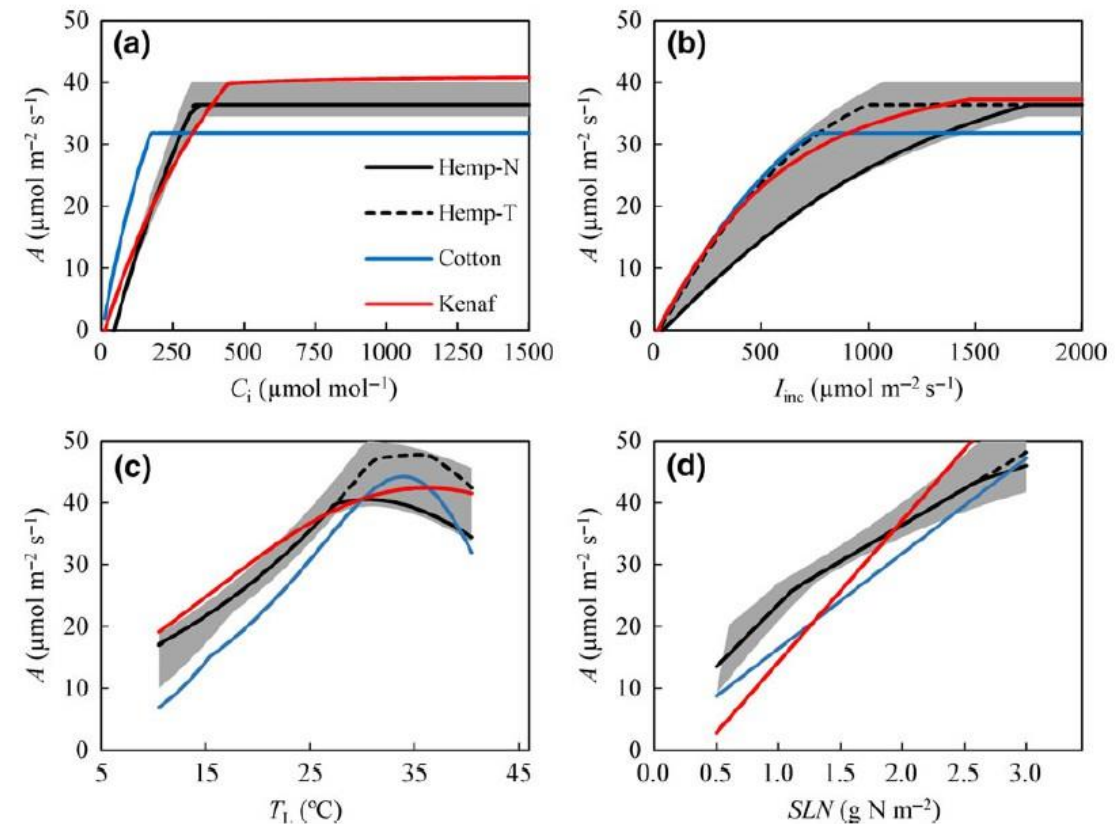 (a)
50
40
30
20
10
0
A (μmol m⁻² s⁻¹)
Hemp-N
Hemp-T
Cotton
Kenaf
0 250 500 750 1000 1250 1500
Cᵢ (μmol mol⁻¹)
(b)
50
40
30
20
10
0
A (μmol m⁻² s⁻¹)
0 500 1000 1500 2000
I_inc (μmol m⁻² s⁻¹)
(c)
50
40
30
20
10
0
A (μmol m⁻² s⁻¹)
5 15 25 35 45
T_L (ºC)
(d)
50
40
30
20
10
0
A (μmol m⁻² s⁻¹)
0.0 0.5 1.0 1.5 2.0 2.5 3.0
SLN (g N m⁻²)